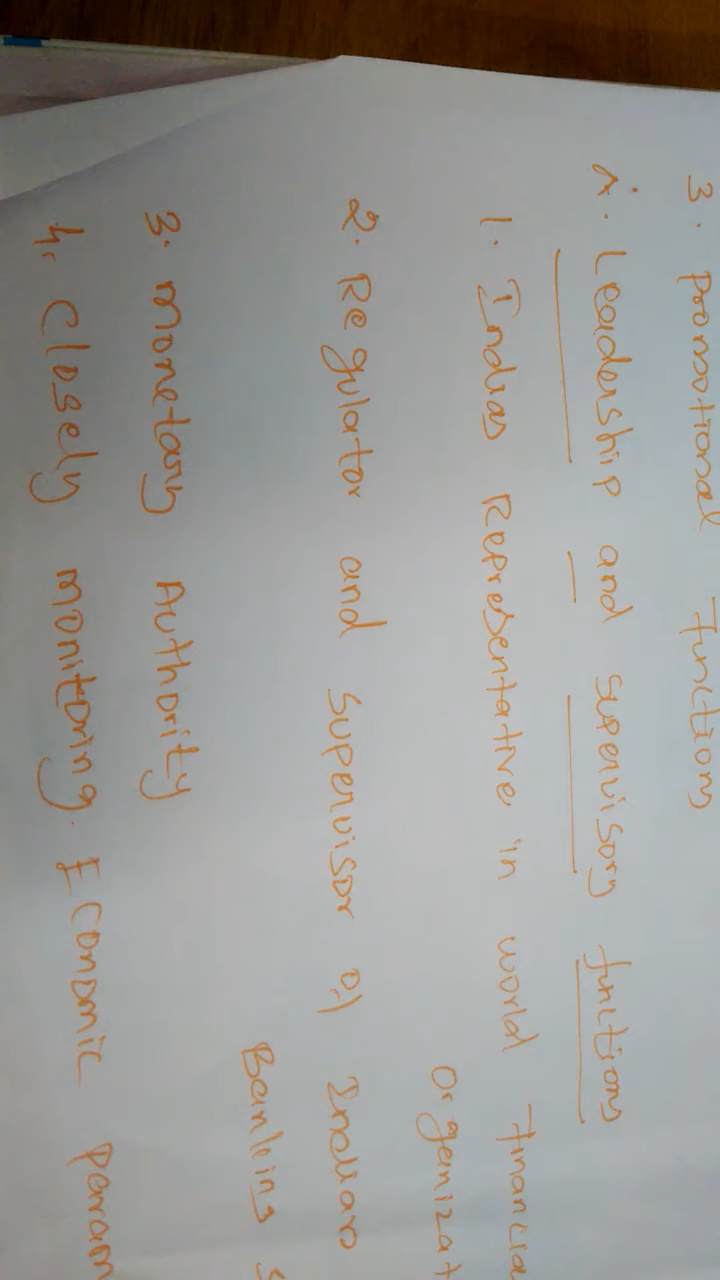 3. promotional functions
i. Leadership and supervisory functions
1. Indias Representative in world financia
Organizat
2. Regulator and Supervisor of Indian
Banking S
3. monetary Authority
4. closely monitoring. Economic param